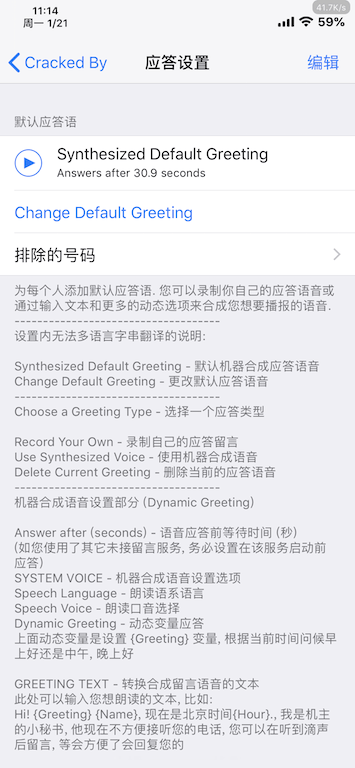 11:14
41.7K/s
周一 1/21
59%
Cracked By
应答设置
编辑
默认应答语
Synthesized Default Greeting
Answers after 30.9 seconds
Change Default Greeting
排除的号码
为每个人添加默认应答语. 您可以录制你自己的应答语音或
通过输入文本和更多的动态选项来合成您想要播报的语音.
------------------------------------
设置内无法多语言字串翻译的说明:
Synthesized Default Greeting - 默认机器合成应答语音
Change Default Greeting - 更改默认应答语音
------------------------------------
Choose a Greeting Type - 选择一个应答类型
Record Your Own - 录制自己的应答留言
Use Synthesized Voice - 使用机器合成语音
Delete Current Greeting - 删除当前的应答语音
------------------------------------
机器合成语音设置部分 (Dynamic Greeting)
Answer after (seconds) - 语音应答前等待时间 (秒)
(如您使用了其它未接留言服务, 务必设置在该服务启动前
应答)
SYSTEM VOICE - 机器合成语音设置选项
Speech Language - 朗读语系语言
Speech Voice - 朗读口音选择
Dynamic Greeting - 动态变量应答
上面动态变量是设置 {Greeting} 变量, 根据当前时间问候早
上好还是中午, 晚上好
GREETING TEXT - 转换合成留言语音的文本
此处可以输入您想朗读的文本, 比如:
Hi! {Greeting} {Name}, 现在是北京时间{Hour}., 我是机主
的小秘书, 他现在不方便接听您的电话, 您可以在听到滴声
后留言, 等会方便了会回复您的